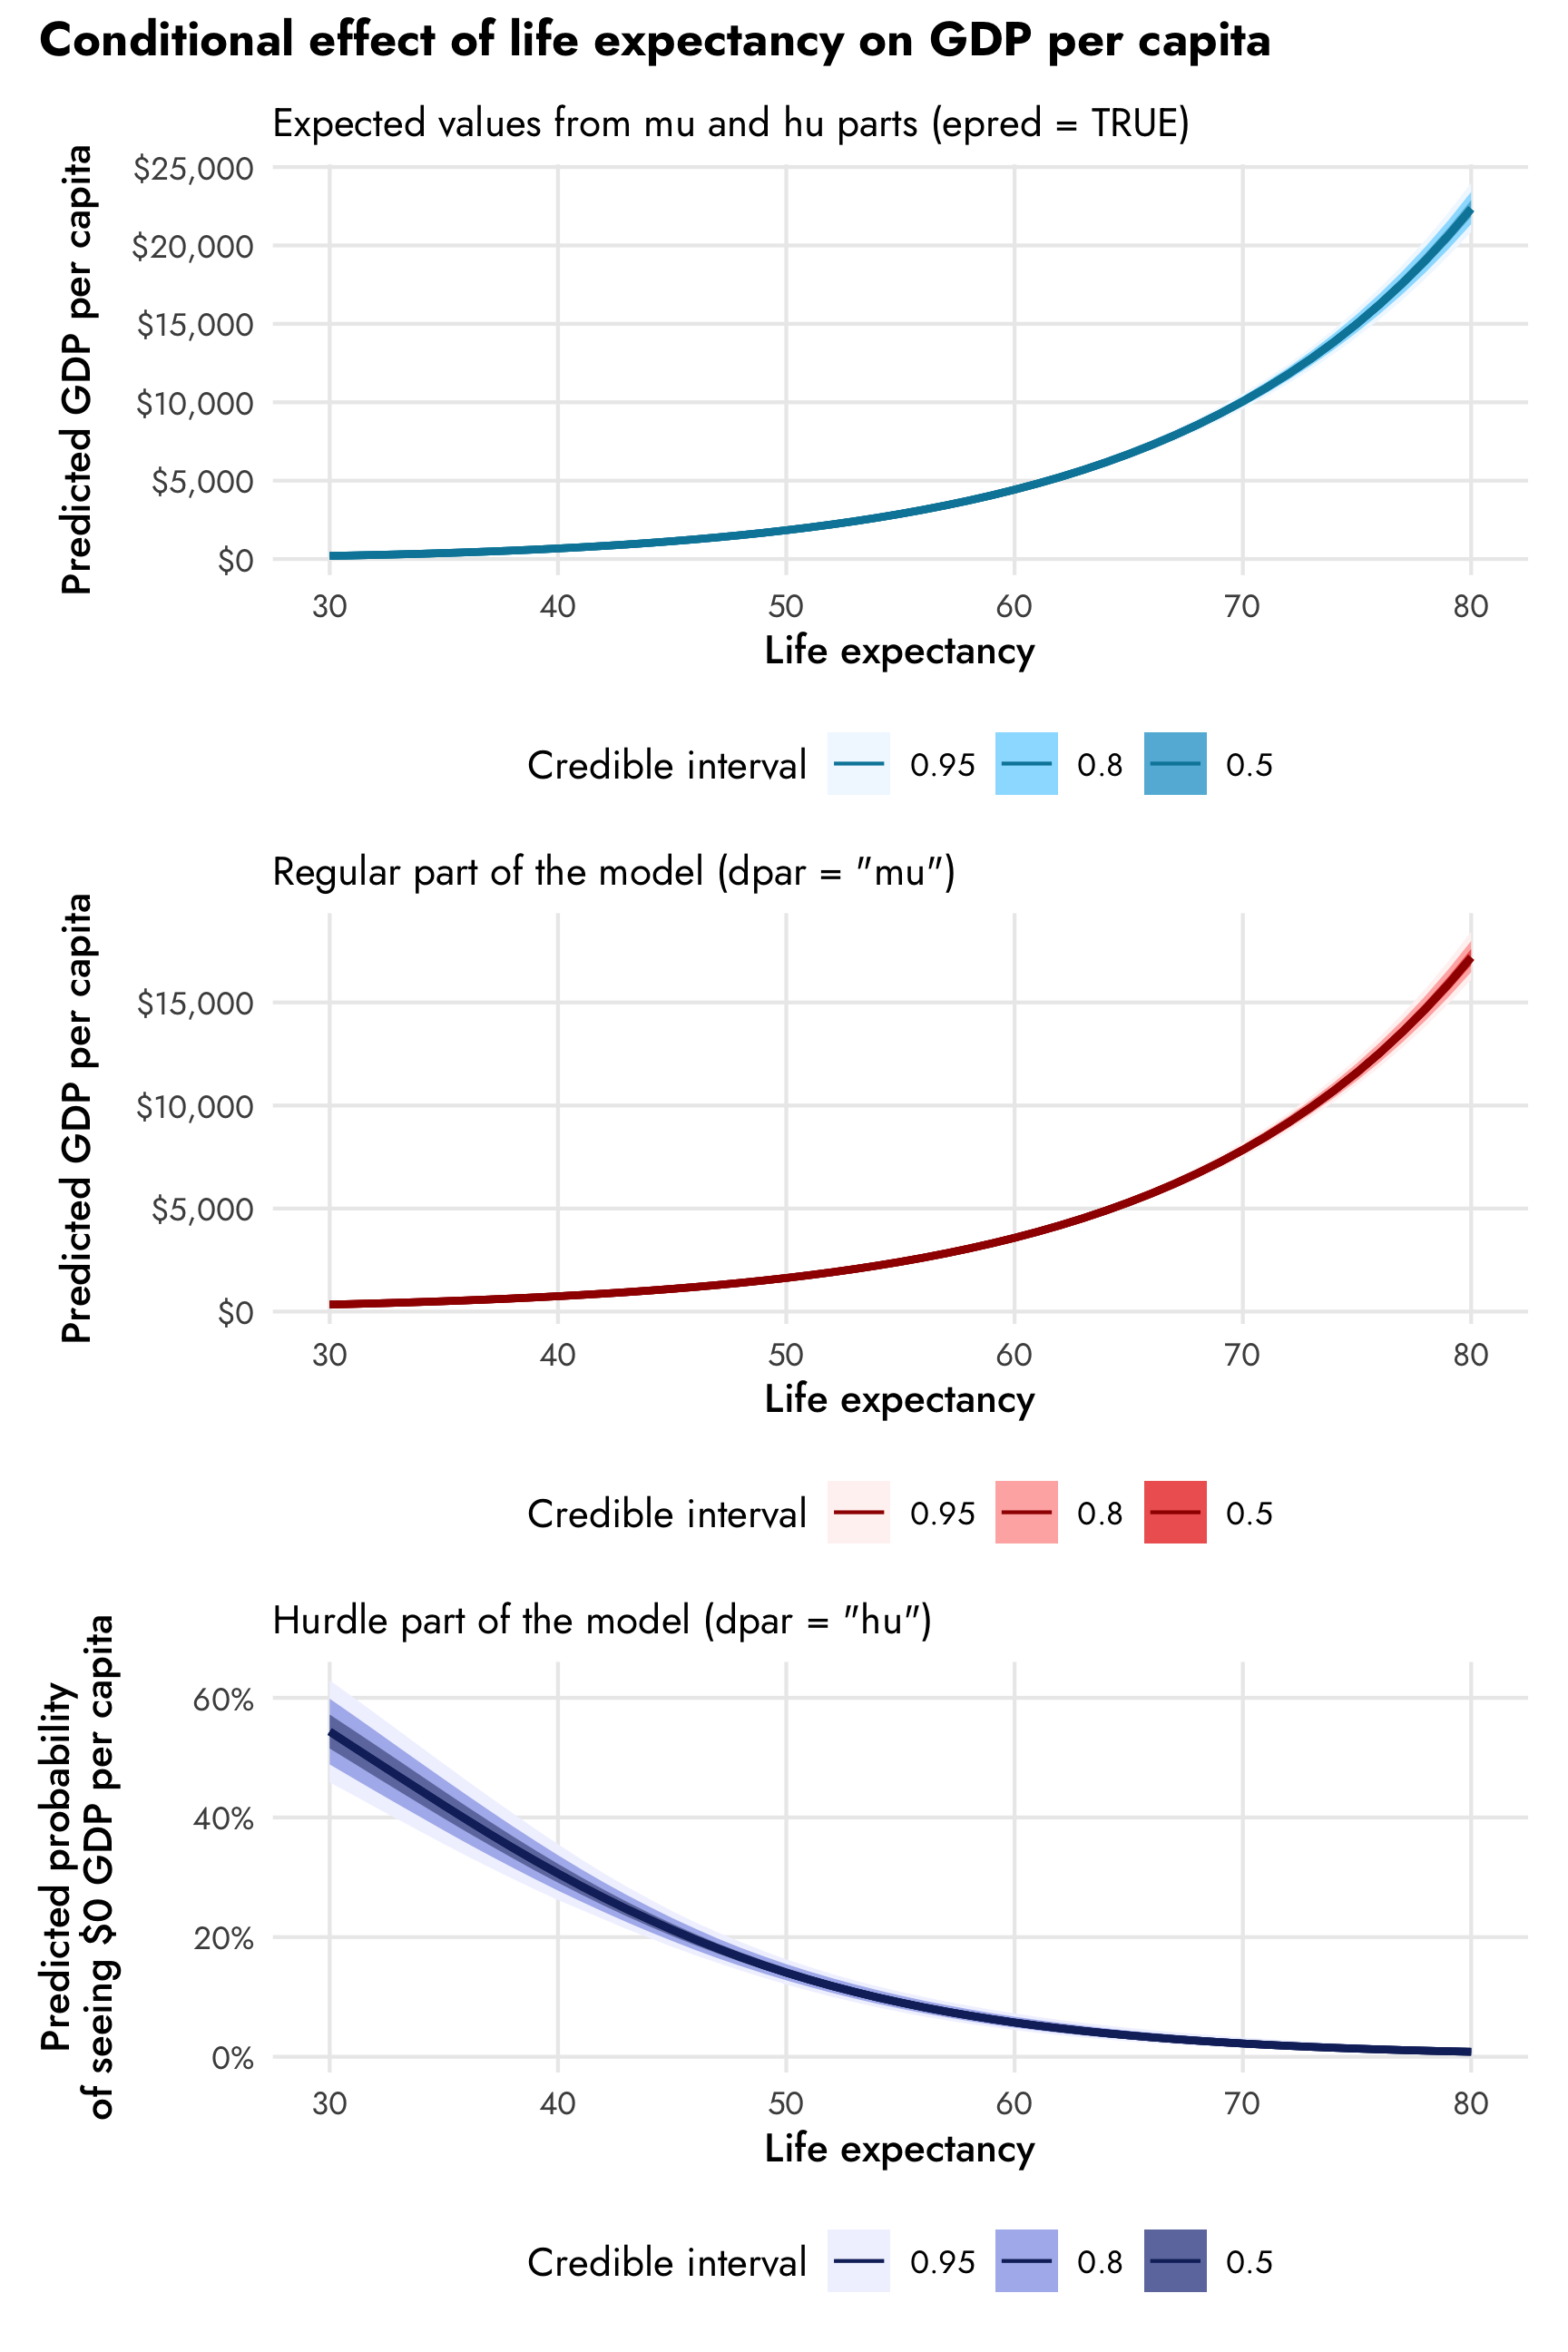 Conditional effect of life expectancy on GDP per capita
Expected values from mu and hu parts (epred = TRUE)
Predicted GDP per capita
$25,000
$20,000
$15,000
$10,000
$5,000
$0
30 40 50 60 70 80
Life expectancy
Credible interval 0.95 0.8 0.5
Regular part of the model (dpar = "mu")
Predicted GDP per capita
$15,000
$10,000
$5,000
$0
30 40 50 60 70 80
Life expectancy
Credible interval 0.95 0.8 0.5
Hurdle part of the model (dpar = "hu")
Predicted probability
of seeing $0 GDP per capita
60%
40%
20%
0%
30 40 50 60 70 80
Life expectancy
Credible interval 0.95 0.8 0.5